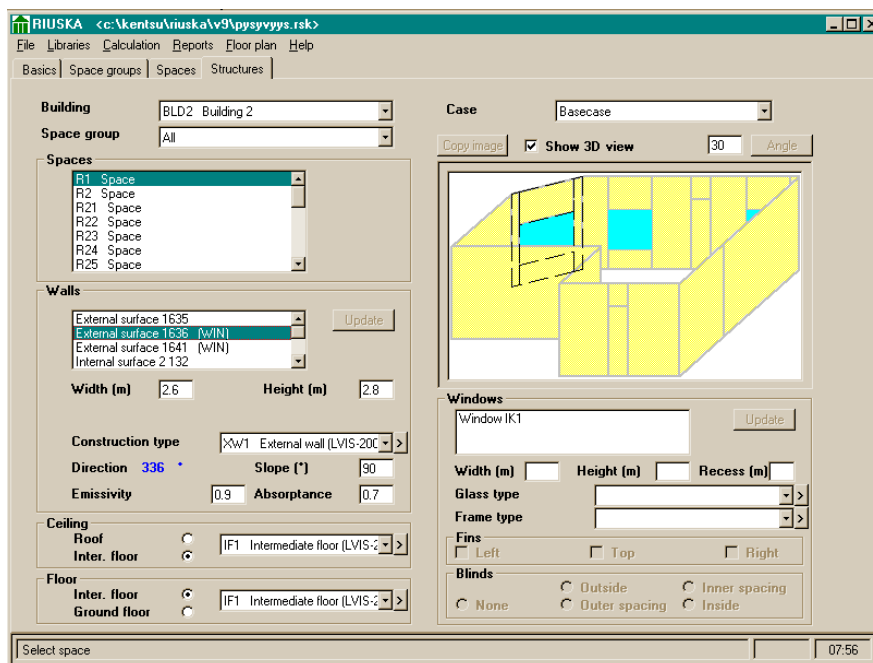 RIUSKA <c:\kentsu\riuska\v9\pysyvyys.rsk>
File Libraries Calculation Reports Floor plan Help
Basics Space groups Spaces Structures
Building BLD2 Building 2
Space group All
Spaces
R1 Space
R2 Space
R21 Space
R22 Space
R23 Space
R24 Space
R25 Space
Walls
External surface 1635
External surface 1636 (WIN)
External surface 1641 (WIN)
Internal surface 2 132
Update
Width (m) 2.6 Height (m) 2.8
Construction type XW1 External wall (LVIS-200
Direction 336 ° Slope (°) 90
Emissivity 0.9 Absorptance 0.7
Ceiling
Roof
Inter. floor
IF1 Intermediate floor (LVIS-2
Floor
Inter. floor
Ground floor
IF1 Intermediate floor (LVIS-2
Case Basecase
Copy image Show 3D view 30 Angle
Windows
Window IK1
Update
Width (m) Height (m) Recess (m)
Glass type
Frame type
Fins
Left Top Right
Blinds
Outside Inner spacing
None Outer spacing Inside
Select space 07:56